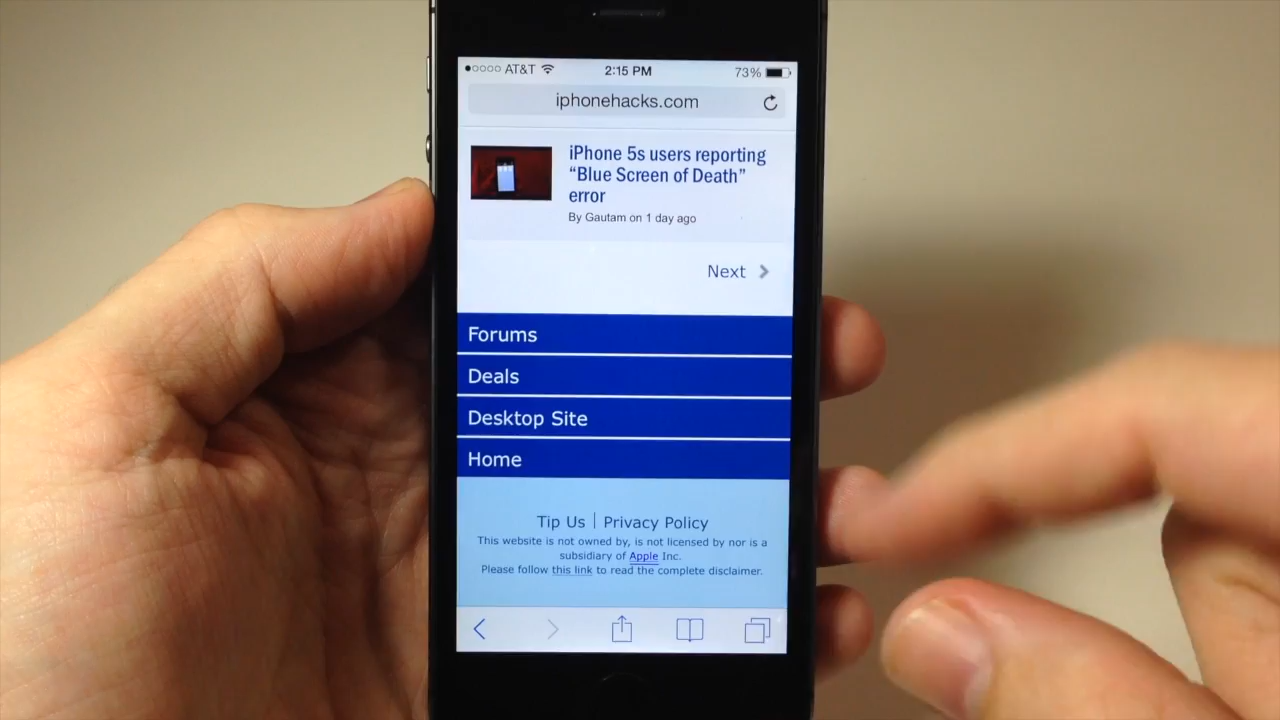 AT&T 2:15 PM 73%
iphonehacks.com
iPhone 5s users reporting
“Blue Screen of Death”
error
By Gautam on 1 day ago
Next
Forums
Deals
Desktop Site
Home
Tip Us | Privacy Policy
This website is not owned by, is not licensed by nor is a
subsidiary of Apple Inc.
Please follow this link to read the complete disclaimer.